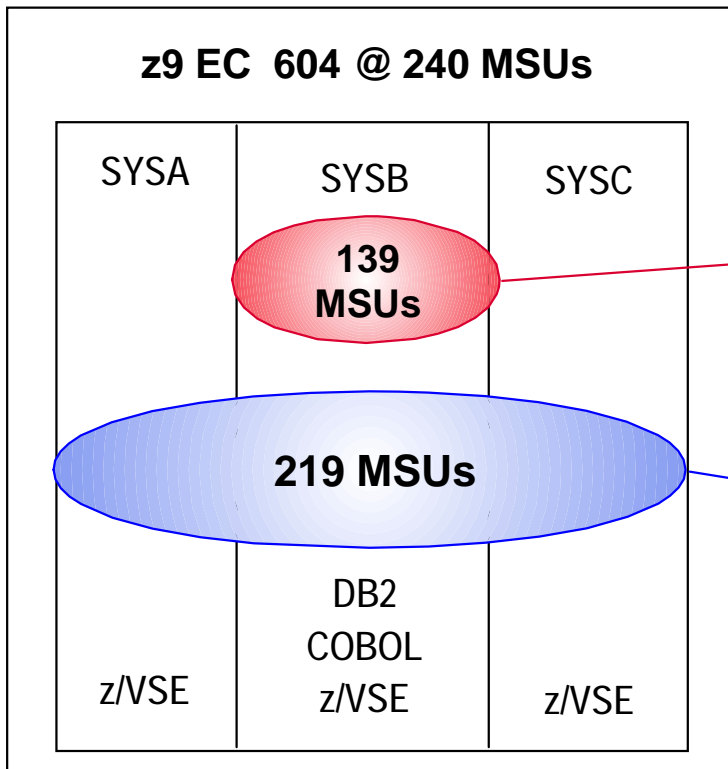 z9 EC 604 @ 240 MSUs
SYSA
SYSB
SYSC
139
MSUs
219 MSUs
DB2
COBOL
z/VSE
z/VSE
z/VSE